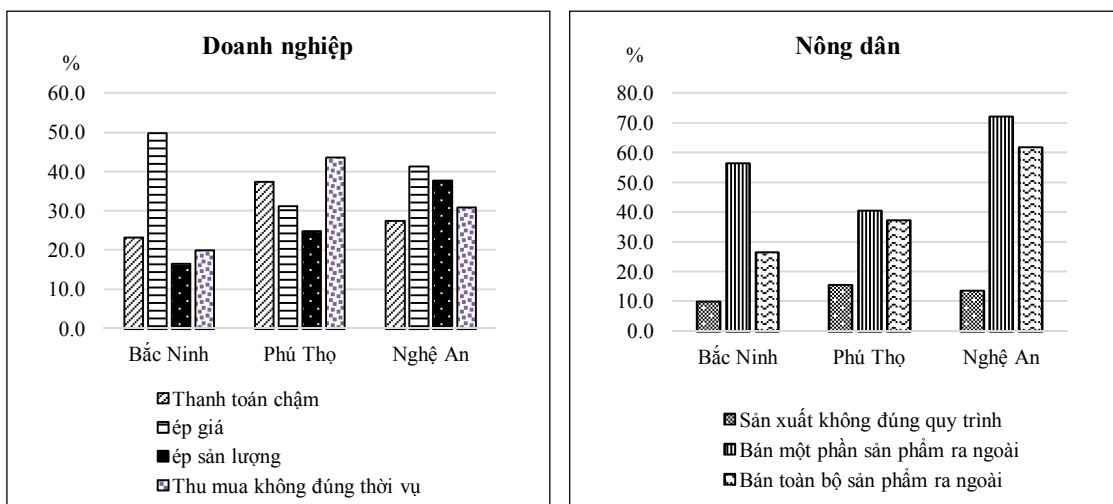 Doanh nghiệp
%
60.0
50.0
40.0
30.0
20.0
10.0
0.0
Bắc Ninh Phú Thọ Nghệ An
Thanh toán chậm
ép giá
ép sản lượng
Thu mua không đúng thời vụ
Nông dân
%
80.0
70.0
60.0
50.0
40.0
30.0
20.0
10.0
0.0
Bắc Ninh Phú Thọ Nghệ An
Sản xuất không đúng quy trình
Bán một phần sản phẩm ra ngoài
Bán toàn bộ sản phẩm ra ngoài